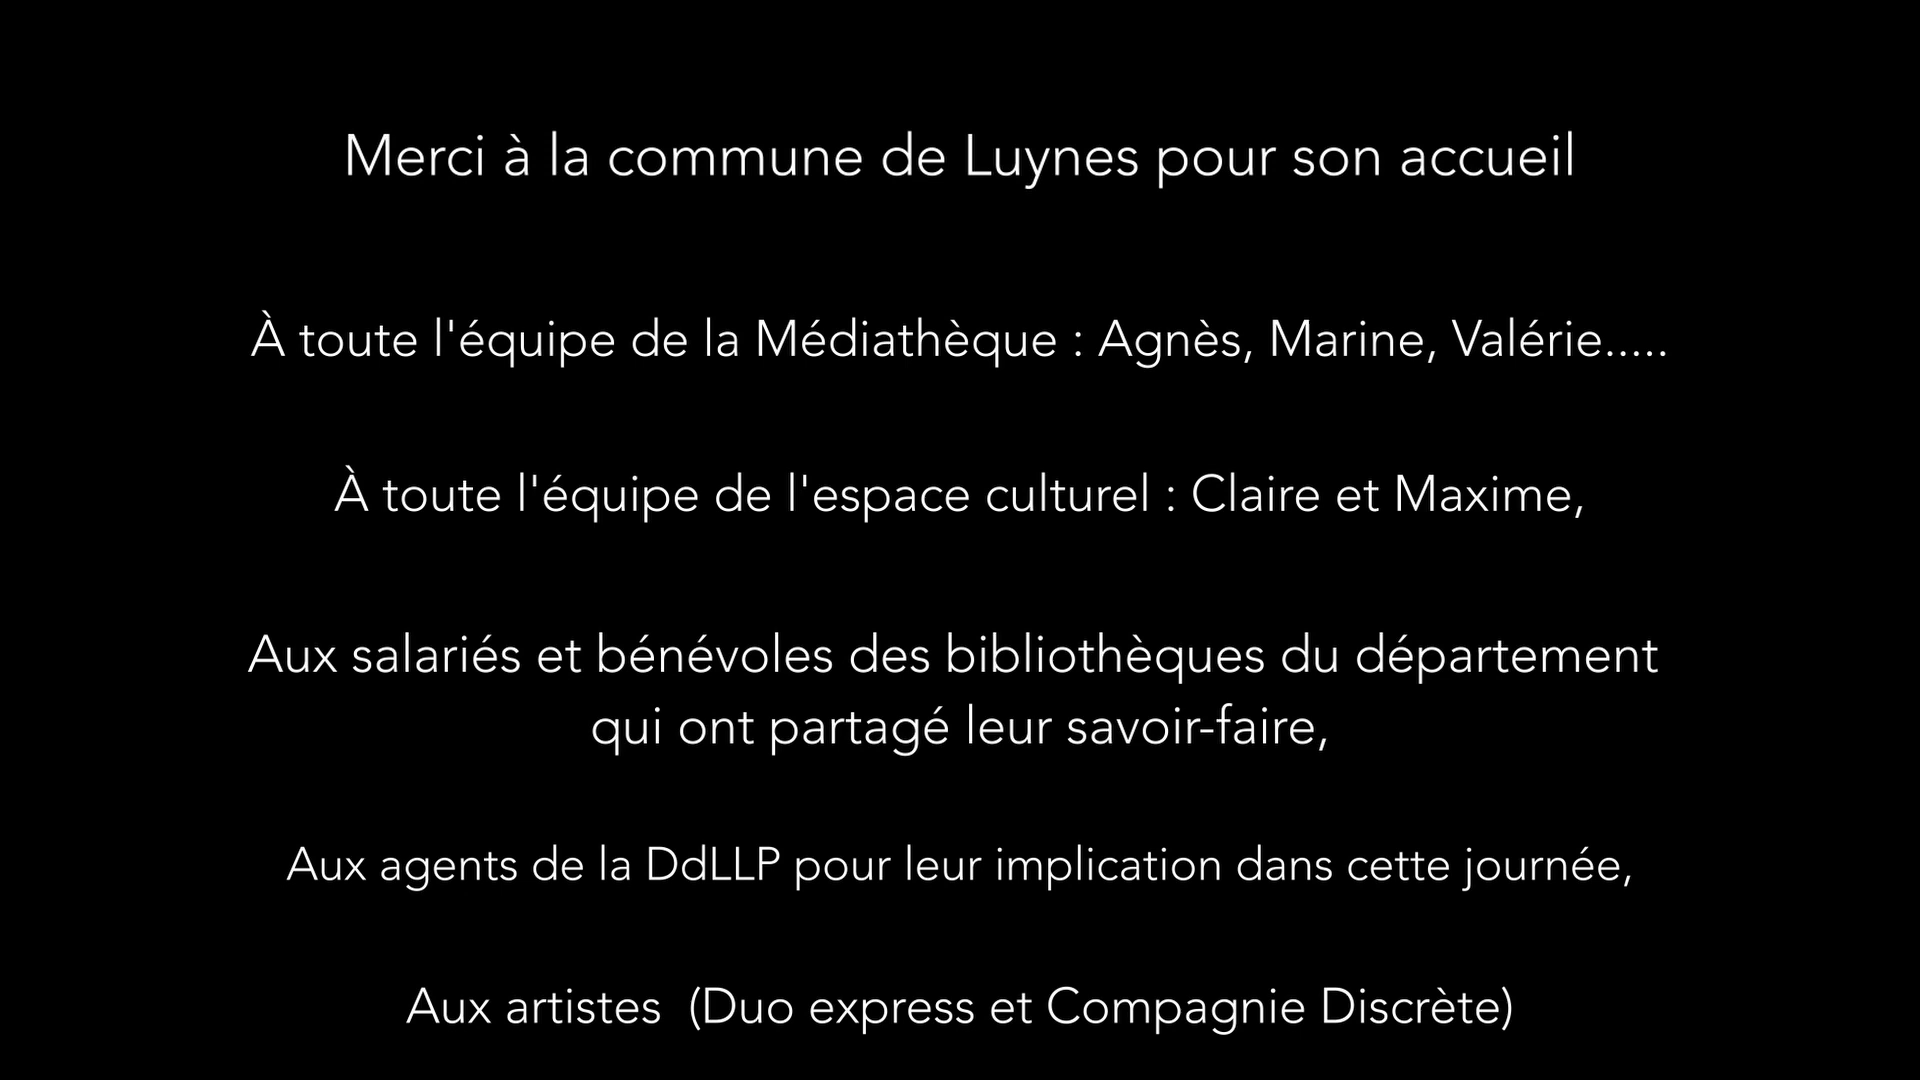 Merci à la commune de Luynes pour son accueil
À toute l'équipe de la Médiathèque : Agnès, Marine, Valérie.....
À toute l'équipe de l'espace culturel : Claire et Maxime,
Aux salariés et bénévoles des bibliothèques du département
qui ont partagé leur savoir-faire,
Aux agents de la DdLLP pour leur implication dans cette journée,
Aux artistes  (Duo express et Compagnie Discrète)